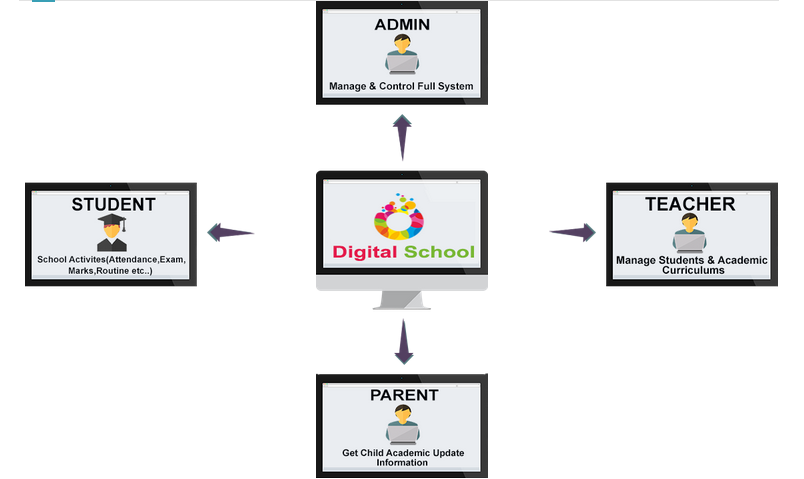 ADMIN
Manage & Control Full System
STUDENT
School Activites(Attendance,Exam,
Marks,Routine etc..)
Digital School
TEACHER
Manage Students & Academic
Curriculums
PARENT
Get Child Academic Update
Information